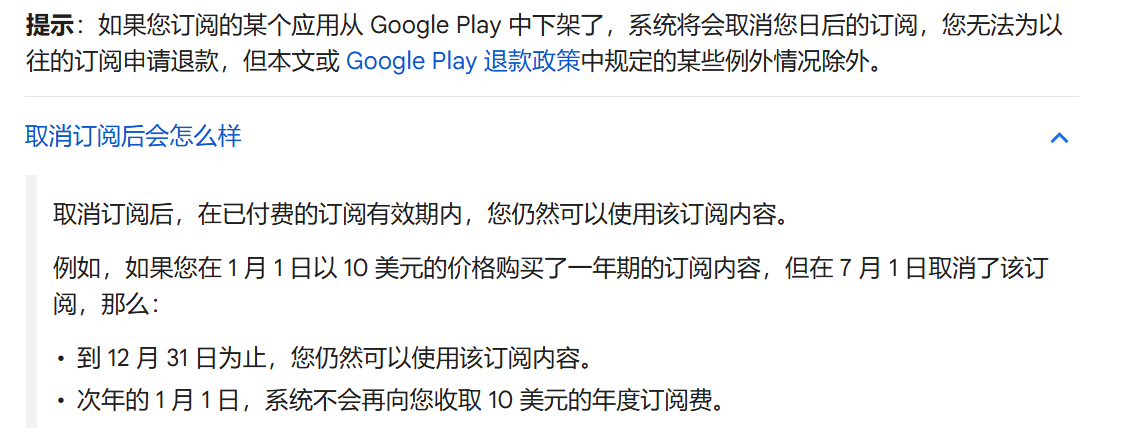 提示：如果您订阅的某个应用从 Google Play 中下架了，系统将会取消您日后的订阅，您无法为以
往的订阅申请退款，但本文或 Google Play 退款政策中规定的某些例外情况除外。
取消订阅后会怎么样
取消订阅后，在已付费的订阅有效期内，您仍然可以使用该订阅内容。
例如，如果您在 1 月 1 日以 10 美元的价格购买了一年期的订阅内容，但在 7 月 1 日取消了该订
阅，那么：
• 到 12 月 31 日为止，您仍然可以使用该订阅内容。
• 次年的 1 月 1 日，系统不会再向您收取 10 美元的年度订阅费。